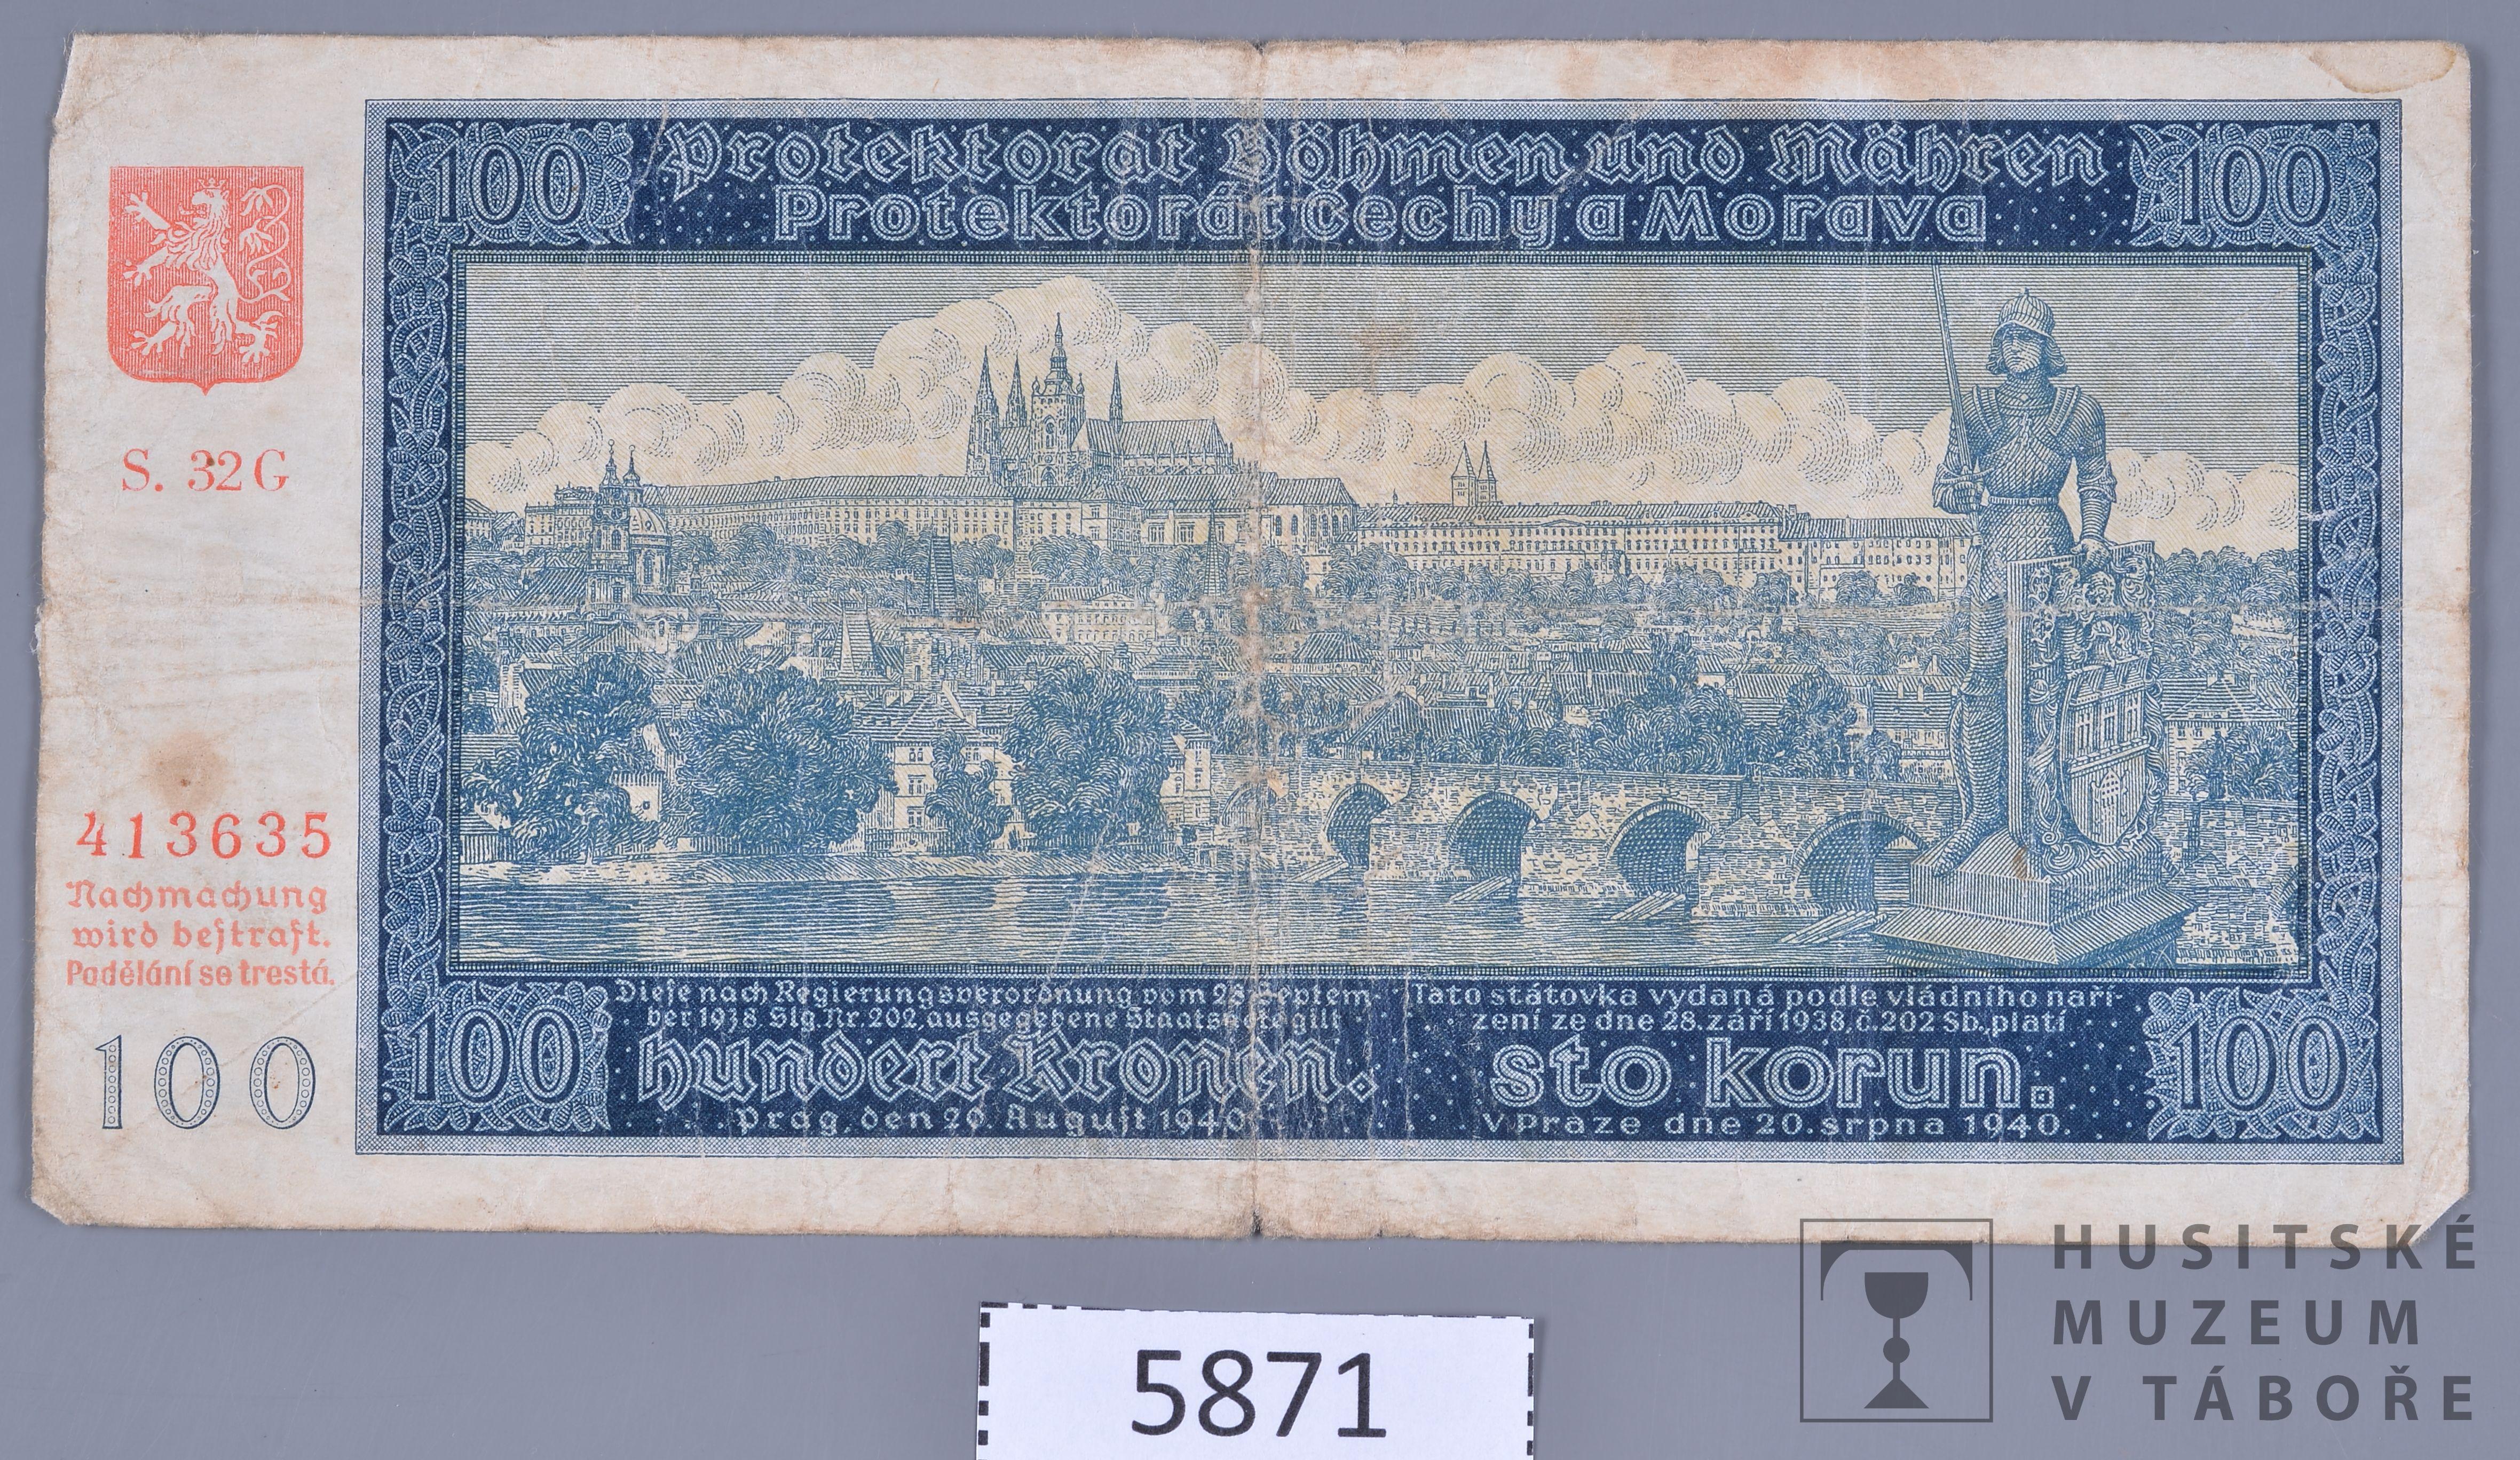 100
Protektorat Böhmen und Mähren
Protektorát Čechy a Morava
100
S. 32G
413635
Nachmachung
wird bestraft.
Padělání se trestá.
100
100
Diese nach Regierungsverordnung vom 28 Septem-
ber 1938 Slg. Nr. 202, ausgegebene Staatsnote gilt
hundert Kronen.
Prag, den 20. August 1940.
Tato státovka vydaná podle vládního naří-
zení ze dne 28. září 1938, č. 202 Sb., platí
sto korun.
V Praze dne 20. srpna 1940.
100
5871
HUSITSKÉ
MUZEUM
V TÁBOŘE